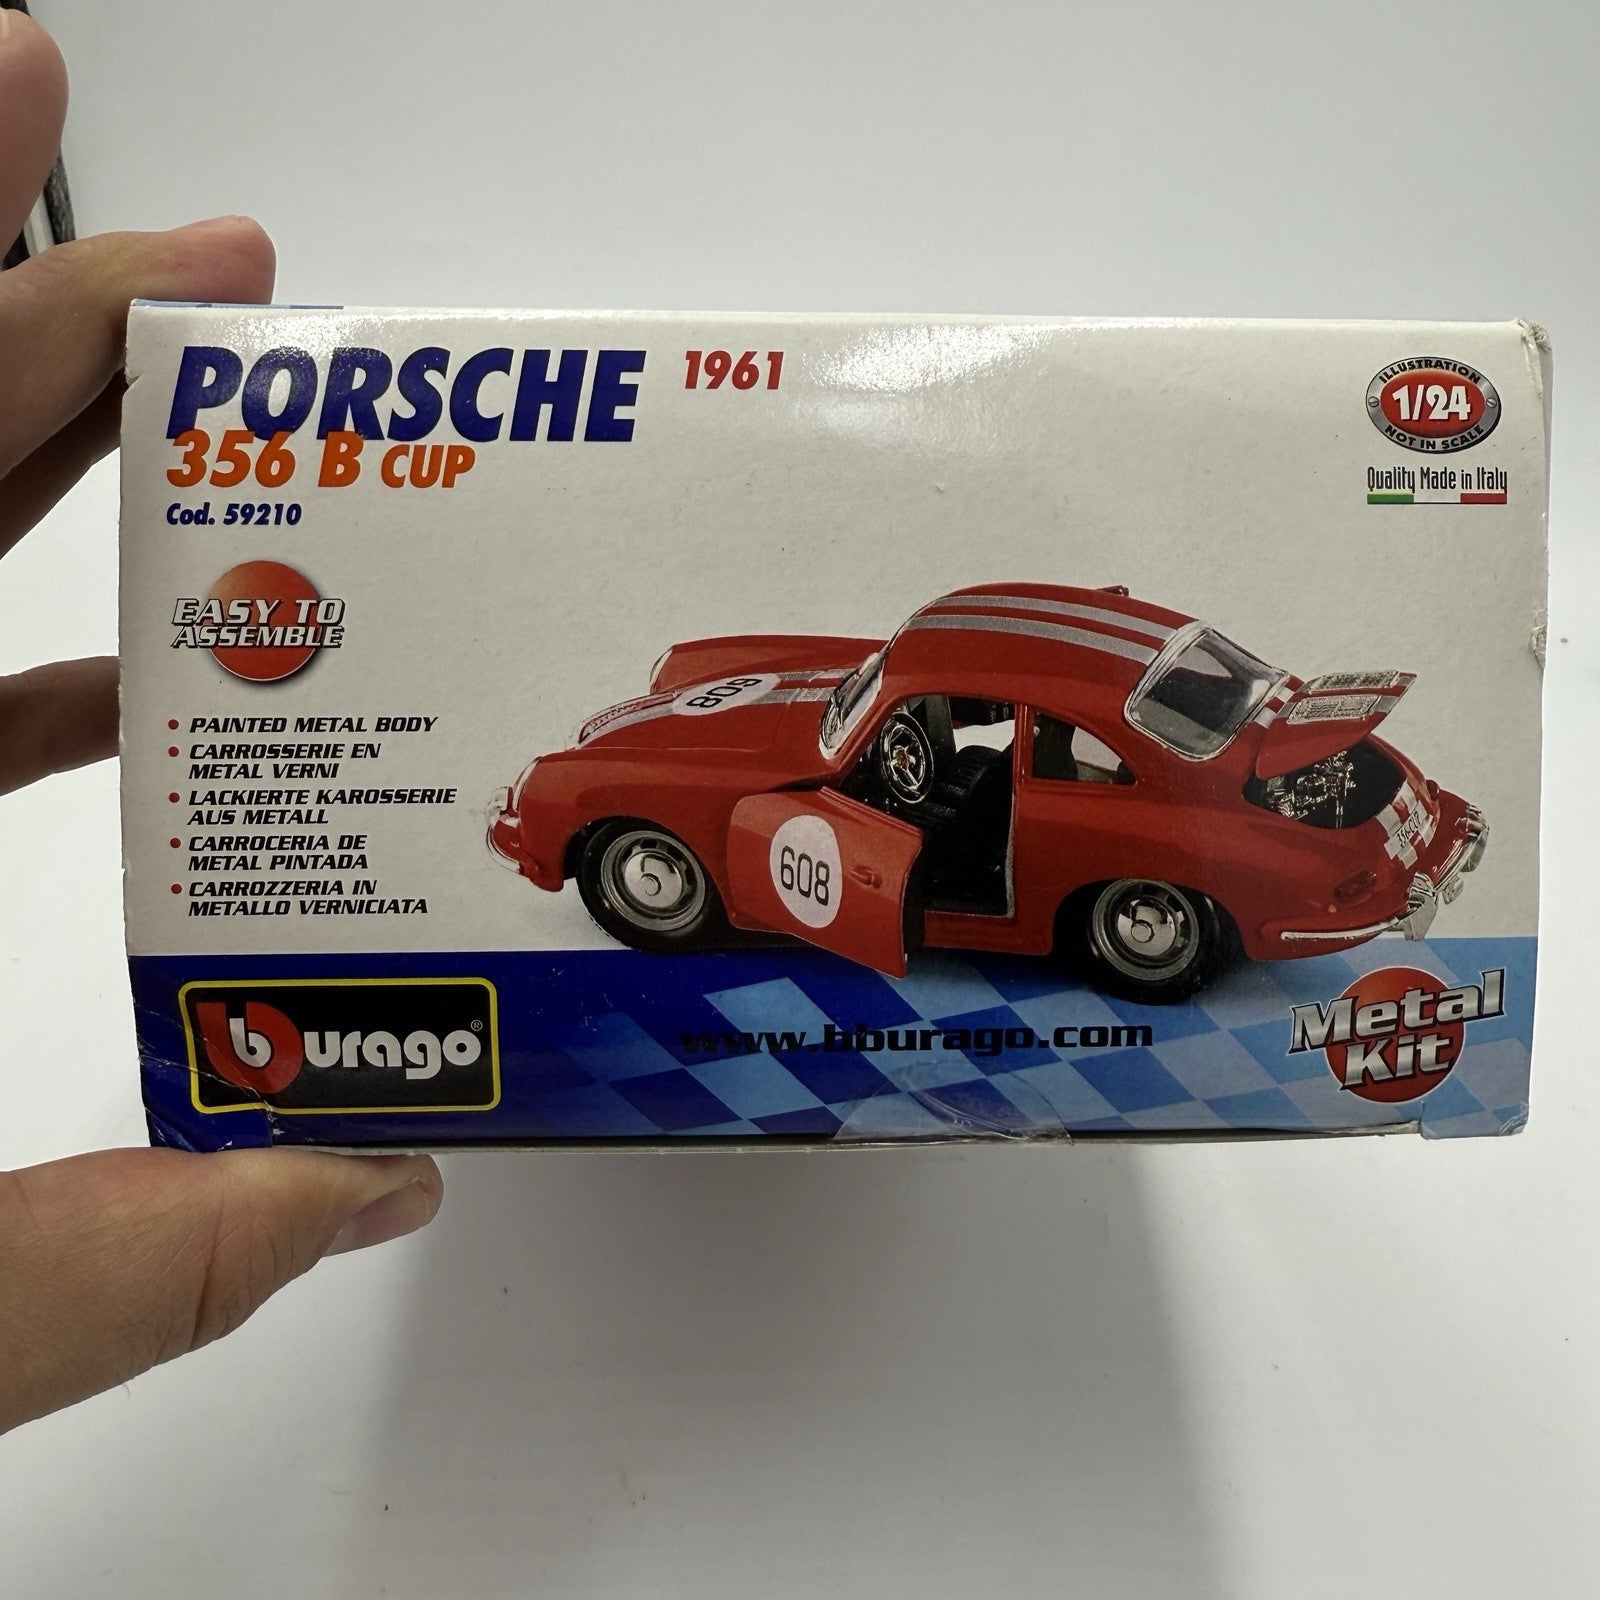 PORSCHE 1961
356 B CUP
Cod. 59210
ILLUSTRATION
1/24
NOT IN SCALE
Quality Made in Italy
EASY TO
ASSEMBLE
• PAINTED METAL BODY
• CARROSSERIE EN
METAL VERNI
• LACKIERTE KAROSSERIE
AUS METALL
• CARROCERIA DE
METAL PINTADA
• CARROZZERIA IN
METALLO VERNICIATA
608
608
356-CUP
burago®
www.bburago.com
Metal
Kit